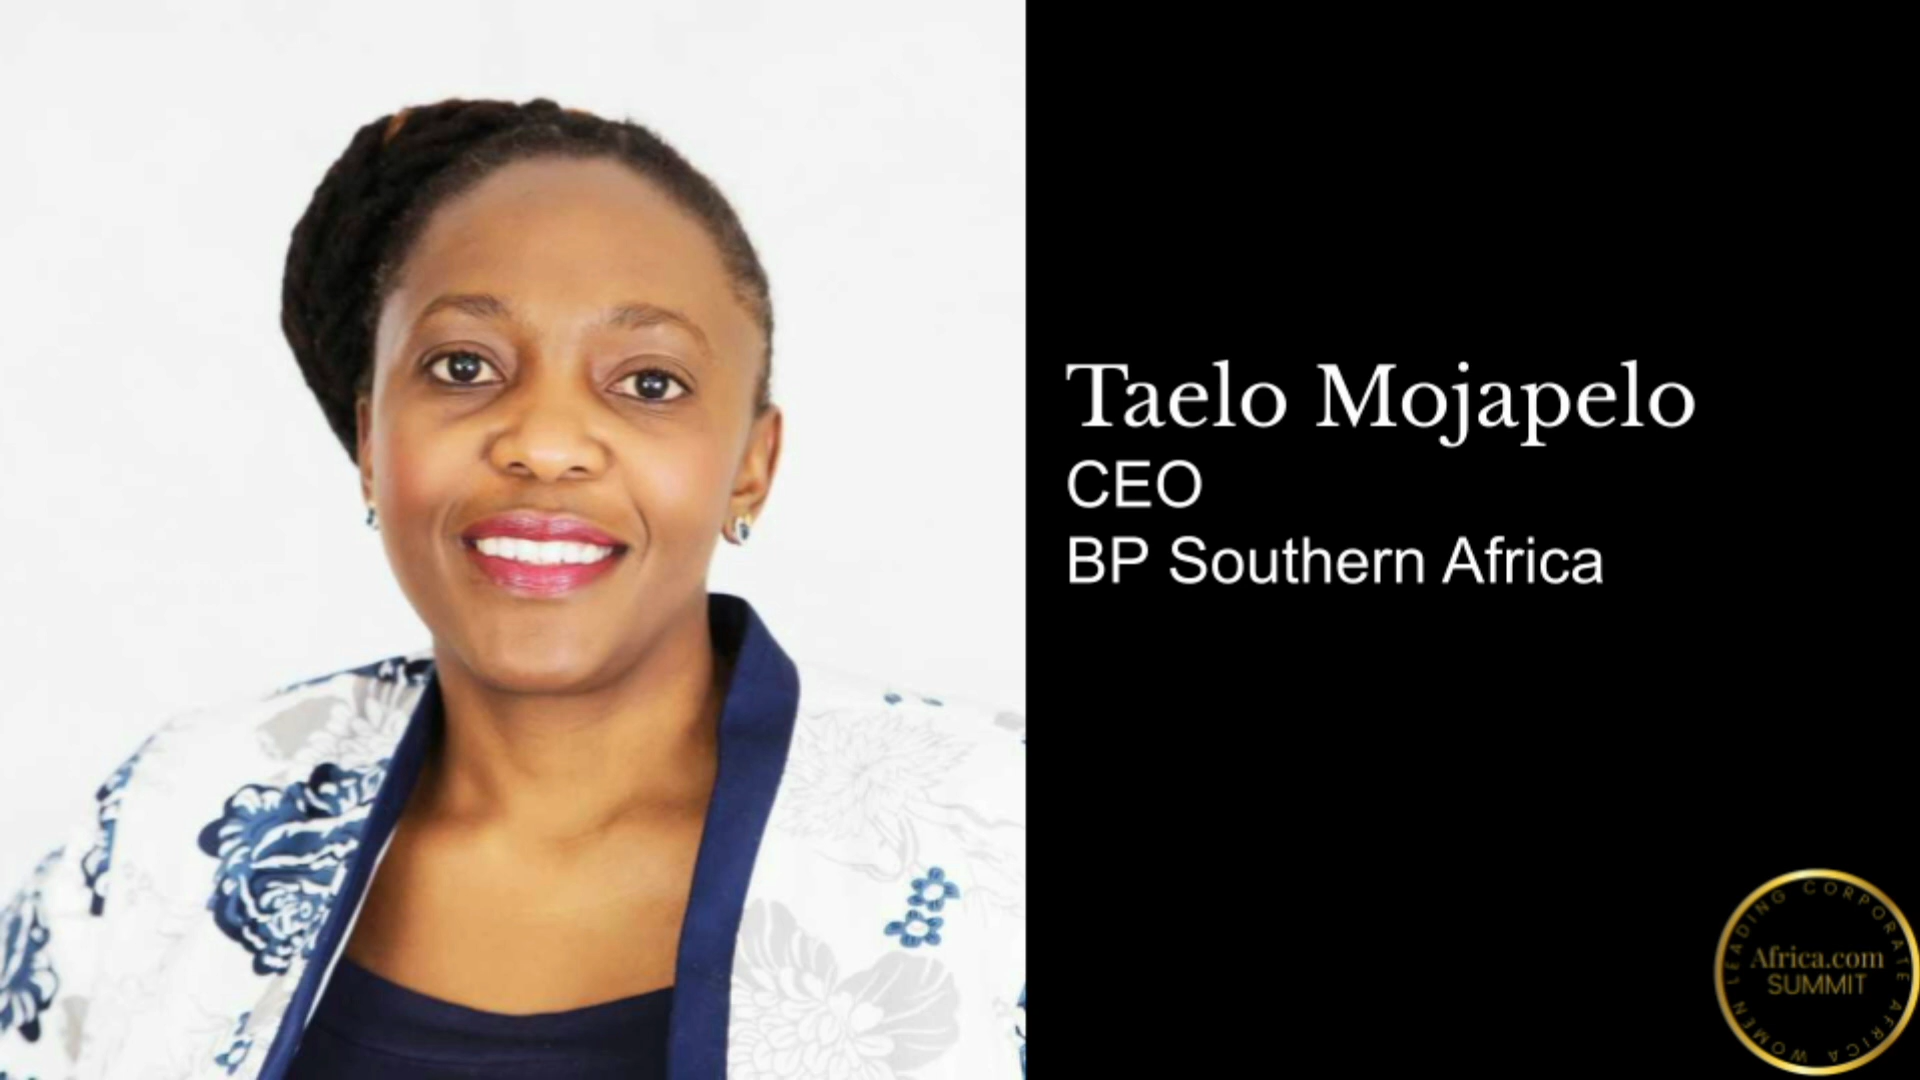 Taelo Mojapelo
CEO
BP Southern Africa
WOMEN LEADING CORPORATE AFRICA
Africa.com
SUMMIT